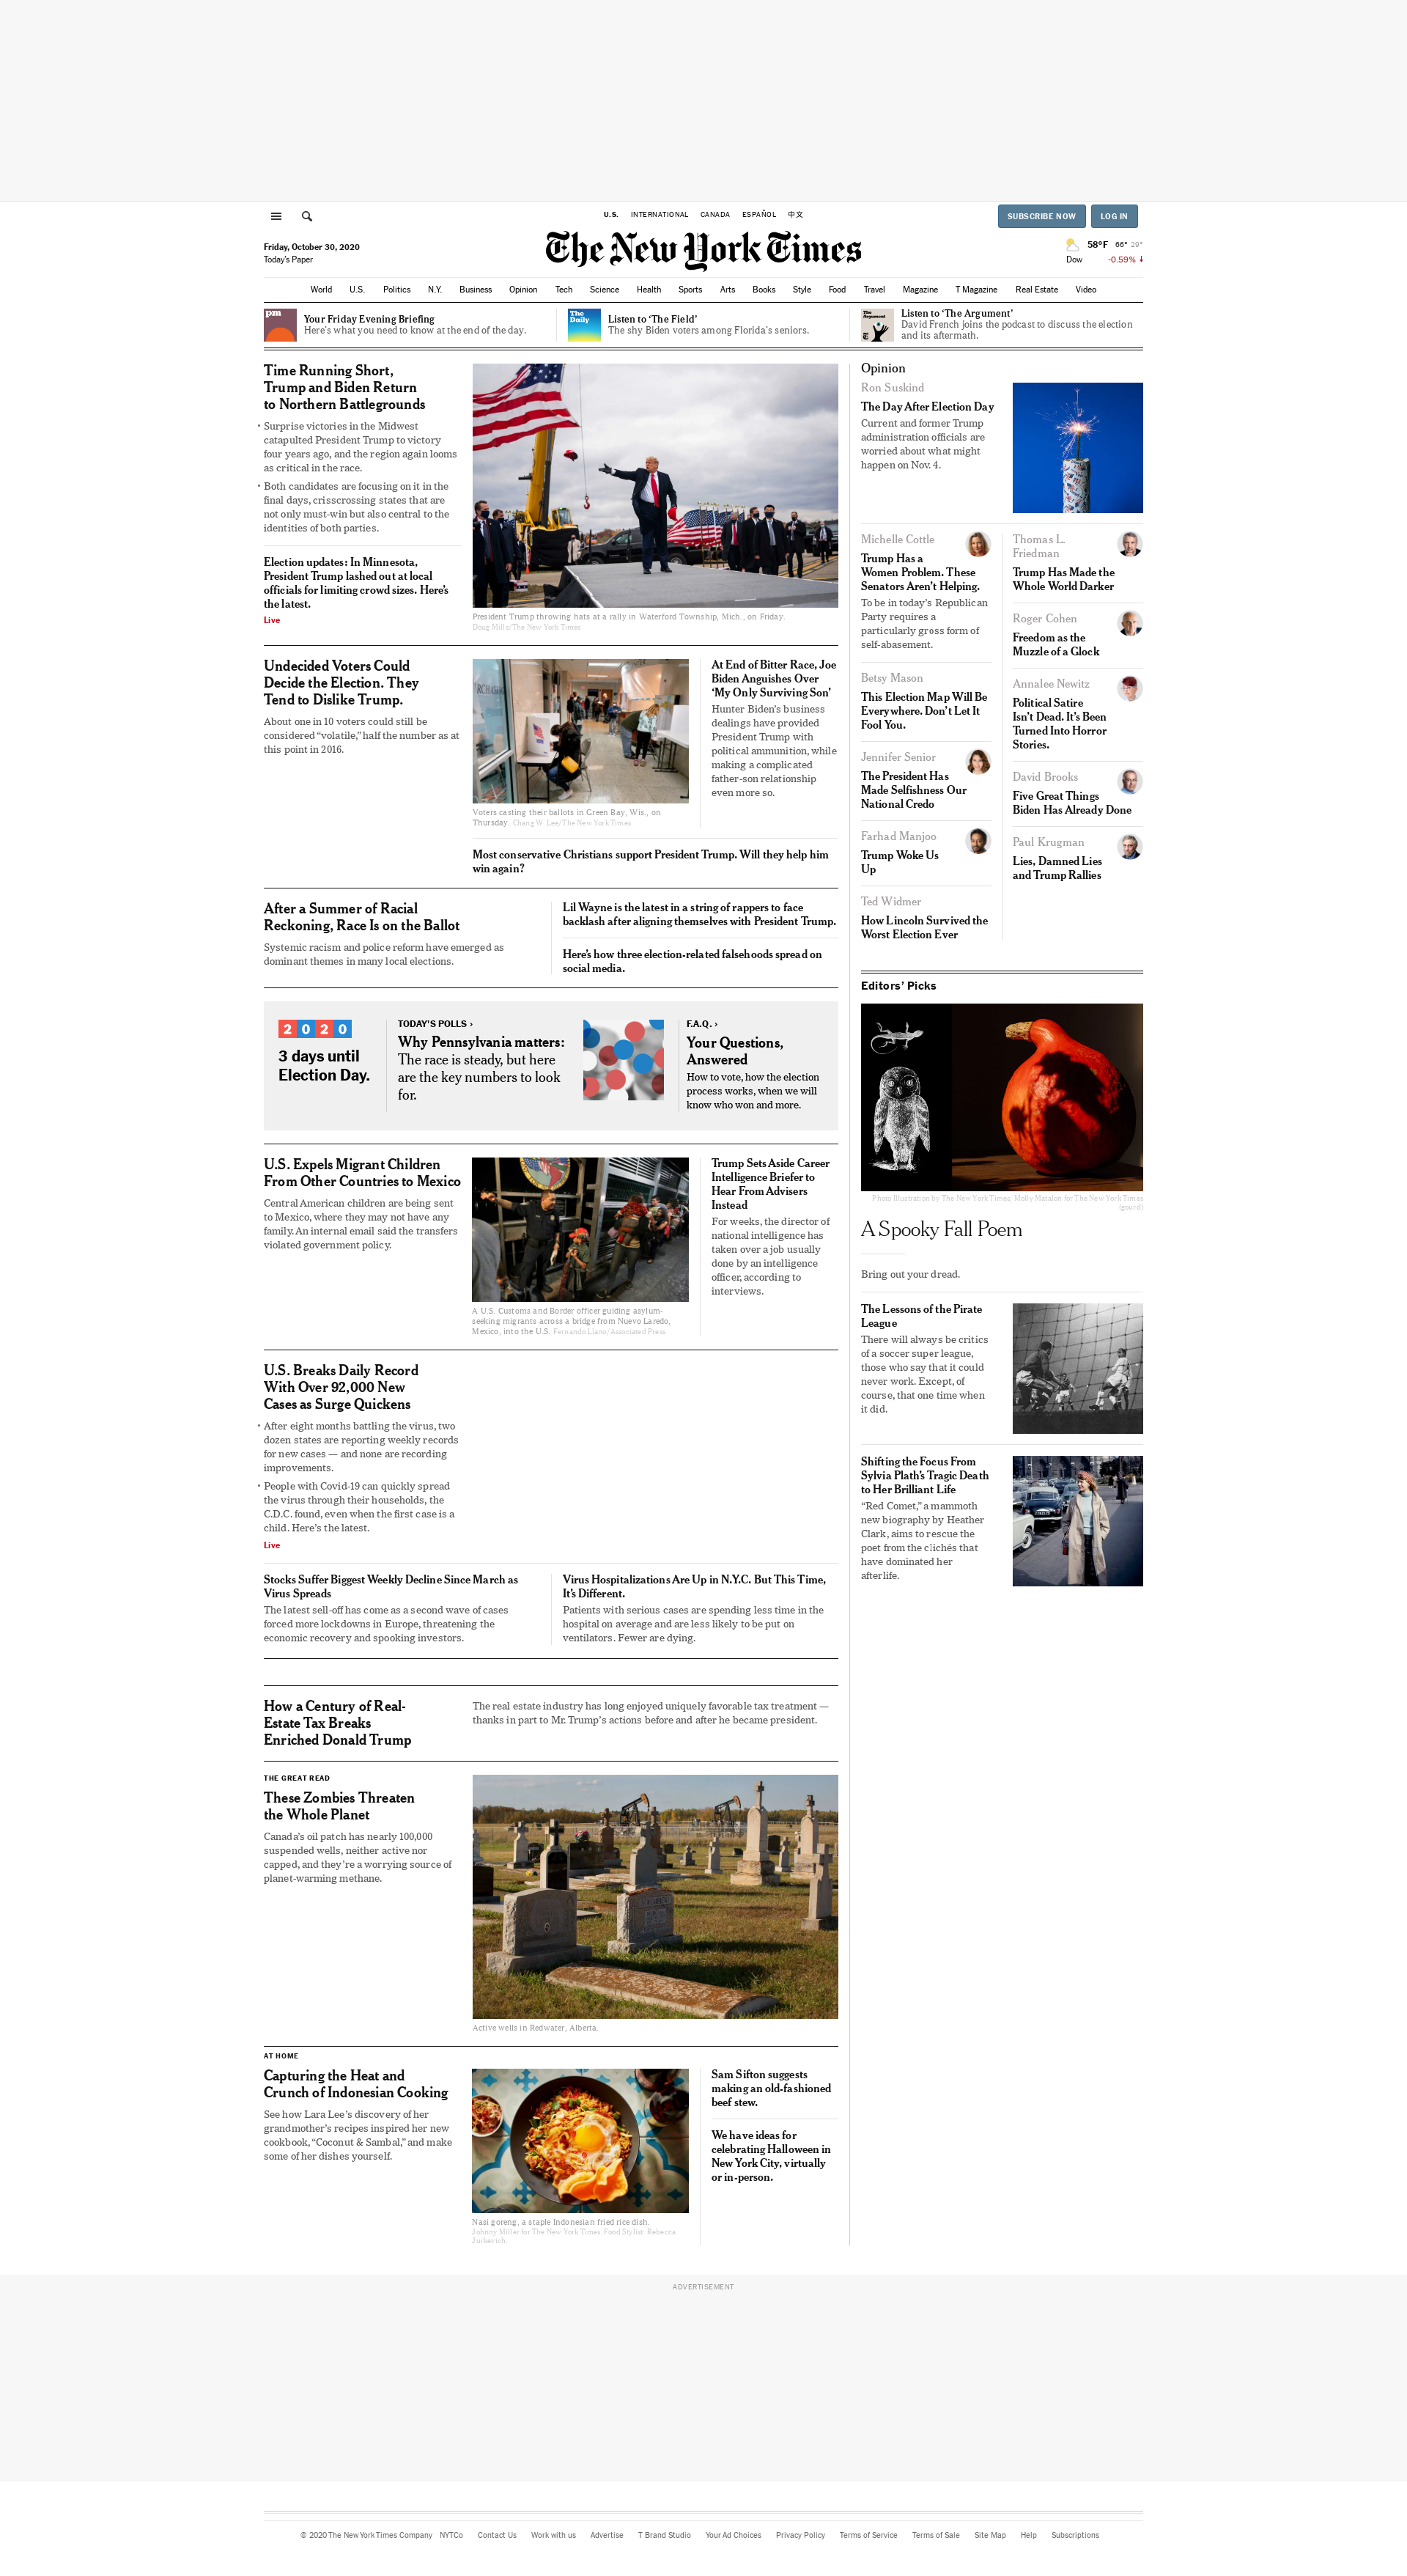 U.S. INTERNATIONAL CANADA ESPAÑOL 中文
SUBSCRIBE NOW LOG IN
Friday, October 30, 2020
Today's Paper
The New York Times
58°F 66° 29°
Dow -0.59% ↓
World U.S. Politics N.Y. Business Opinion Tech Science Health Sports Arts Books Style Food Travel Magazine T Magazine Real Estate Video
pm
Your Friday Evening Briefing
Here's what you need to know at the end of the day.
The
Daily
Listen to ‘The Field’
The shy Biden voters among Florida's seniors.
The
Argument
Listen to ‘The Argument’
David French joins the podcast to discuss the election
and its aftermath.
Time Running Short,
Trump and Biden Return
to Northern Battlegrounds
• Surprise victories in the Midwest
catapulted President Trump to victory
four years ago, and the region again looms
as critical in the race.
• Both candidates are focusing on it in the
final days, crisscrossing states that are
not only must-win but also central to the
identities of both parties.
Election updates: In Minnesota,
President Trump lashed out at local
officials for limiting crowd sizes. Here’s
the latest.
Live
President Trump throwing hats at a rally in Waterford Township, Mich., on Friday.
Doug Mills/The New York Times
Undecided Voters Could
Decide the Election. They
Tend to Dislike Trump.
About one in 10 voters could still be
considered “volatile,” half the number as at
this point in 2016.
Voters casting their ballots in Green Bay, Wis., on
Thursday. Chang W. Lee/The New York Times
At End of Bitter Race, Joe
Biden Anguishes Over
‘My Only Surviving Son’
Hunter Biden’s business
dealings have provided
President Trump with
political ammunition, while
making a complicated
father-son relationship
even more so.
Most conservative Christians support President Trump. Will they help him
win again?
After a Summer of Racial
Reckoning, Race Is on the Ballot
Systemic racism and police reform have emerged as
dominant themes in many local elections.
Lil Wayne is the latest in a string of rappers to face
backlash after aligning themselves with President Trump.
Here’s how three election-related falsehoods spread on
social media.
2020
3 days until
Election Day.
TODAY’S POLLS ›
Why Pennsylvania matters:
The race is steady, but here
are the key numbers to look
for.
F.A.Q. ›
Your Questions,
Answered
How to vote, how the election
process works, when we will
know who won and more.
U.S. Expels Migrant Children
From Other Countries to Mexico
Central American children are being sent
to Mexico, where they may not have any
family. An internal email said the transfers
violated government policy.
A U.S. Customs and Border officer guiding asylum-
seeking migrants across a bridge from Nuevo Laredo,
Mexico, into the U.S. Fernando Llano/Associated Press
Trump Sets Aside Career
Intelligence Briefer to
Hear From Advisers
Instead
For weeks, the director of
national intelligence has
taken over a job usually
done by an intelligence
officer, according to
interviews.
U.S. Breaks Daily Record
With Over 92,000 New
Cases as Surge Quickens
• After eight months battling the virus, two
dozen states are reporting weekly records
for new cases — and none are recording
improvements.
• People with Covid-19 can quickly spread
the virus through their households, the
C.D.C. found, even when the first case is a
child. Here’s the latest.
Live
Stocks Suffer Biggest Weekly Decline Since March as
Virus Spreads
The latest sell-off has come as a second wave of cases
forced more lockdowns in Europe, threatening the
economic recovery and spooking investors.
Virus Hospitalizations Are Up in N.Y.C. But This Time,
It’s Different.
Patients with serious cases are spending less time in the
hospital on average and are less likely to be put on
ventilators. Fewer are dying.
How a Century of Real-
Estate Tax Breaks
Enriched Donald Trump
The real estate industry has long enjoyed uniquely favorable tax treatment —
thanks in part to Mr. Trump’s actions before and after he became president.
THE GREAT READ
These Zombies Threaten
the Whole Planet
Canada’s oil patch has nearly 100,000
suspended wells, neither active nor
capped, and they’re a worrying source of
planet-warming methane.
Active wells in Redwater, Alberta.
AT HOME
Capturing the Heat and
Crunch of Indonesian Cooking
See how Lara Lee’s discovery of her
grandmother’s recipes inspired her new
cookbook, “Coconut & Sambal,” and make
some of her dishes yourself.
Nasi goreng, a staple Indonesian fried rice dish.
Johnny Miller for The New York Times. Food Stylist: Rebecca
Jurkevich.
Sam Sifton suggests
making an old-fashioned
beef stew.
We have ideas for
celebrating Halloween in
New York City, virtually
or in-person.
Opinion
Ron Suskind
The Day After Election Day
Current and former Trump
administration officials are
worried about what might
happen on Nov. 4.
Michelle Cottle
Trump Has a
Women Problem. These
Senators Aren’t Helping.
To be in today’s Republican
Party requires a
particularly gross form of
self-abasement.
Betsy Mason
This Election Map Will Be
Everywhere. Don’t Let It
Fool You.
Jennifer Senior
The President Has
Made Selfishness Our
National Credo
Farhad Manjoo
Trump Woke Us
Up
Ted Widmer
How Lincoln Survived the
Worst Election Ever
Thomas L.
Friedman
Trump Has Made the
Whole World Darker
Roger Cohen
Freedom as the
Muzzle of a Glock
Annalee Newitz
Political Satire
Isn’t Dead. It’s Been
Turned Into Horror
Stories.
David Brooks
Five Great Things
Biden Has Already Done
Paul Krugman
Lies, Damned Lies
and Trump Rallies
Editors’ Picks
Photo Illustration by The New York Times; Molly Matalon for The New York Times
(gourd)
A Spooky Fall Poem
Bring out your dread.
The Lessons of the Pirate
League
There will always be critics
of a soccer super league,
those who say that it could
never work. Except, of
course, that one time when
it did.
Shifting the Focus From
Sylvia Plath’s Tragic Death
to Her Brilliant Life
“Red Comet,” a mammoth
new biography by Heather
Clark, aims to rescue the
poet from the clichés that
have dominated her
afterlife.
ADVERTISEMENT
© 2020 The New York Times Company NYTCo Contact Us Work with us Advertise T Brand Studio Your Ad Choices Privacy Policy Terms of Service Terms of Sale Site Map Help Subscriptions